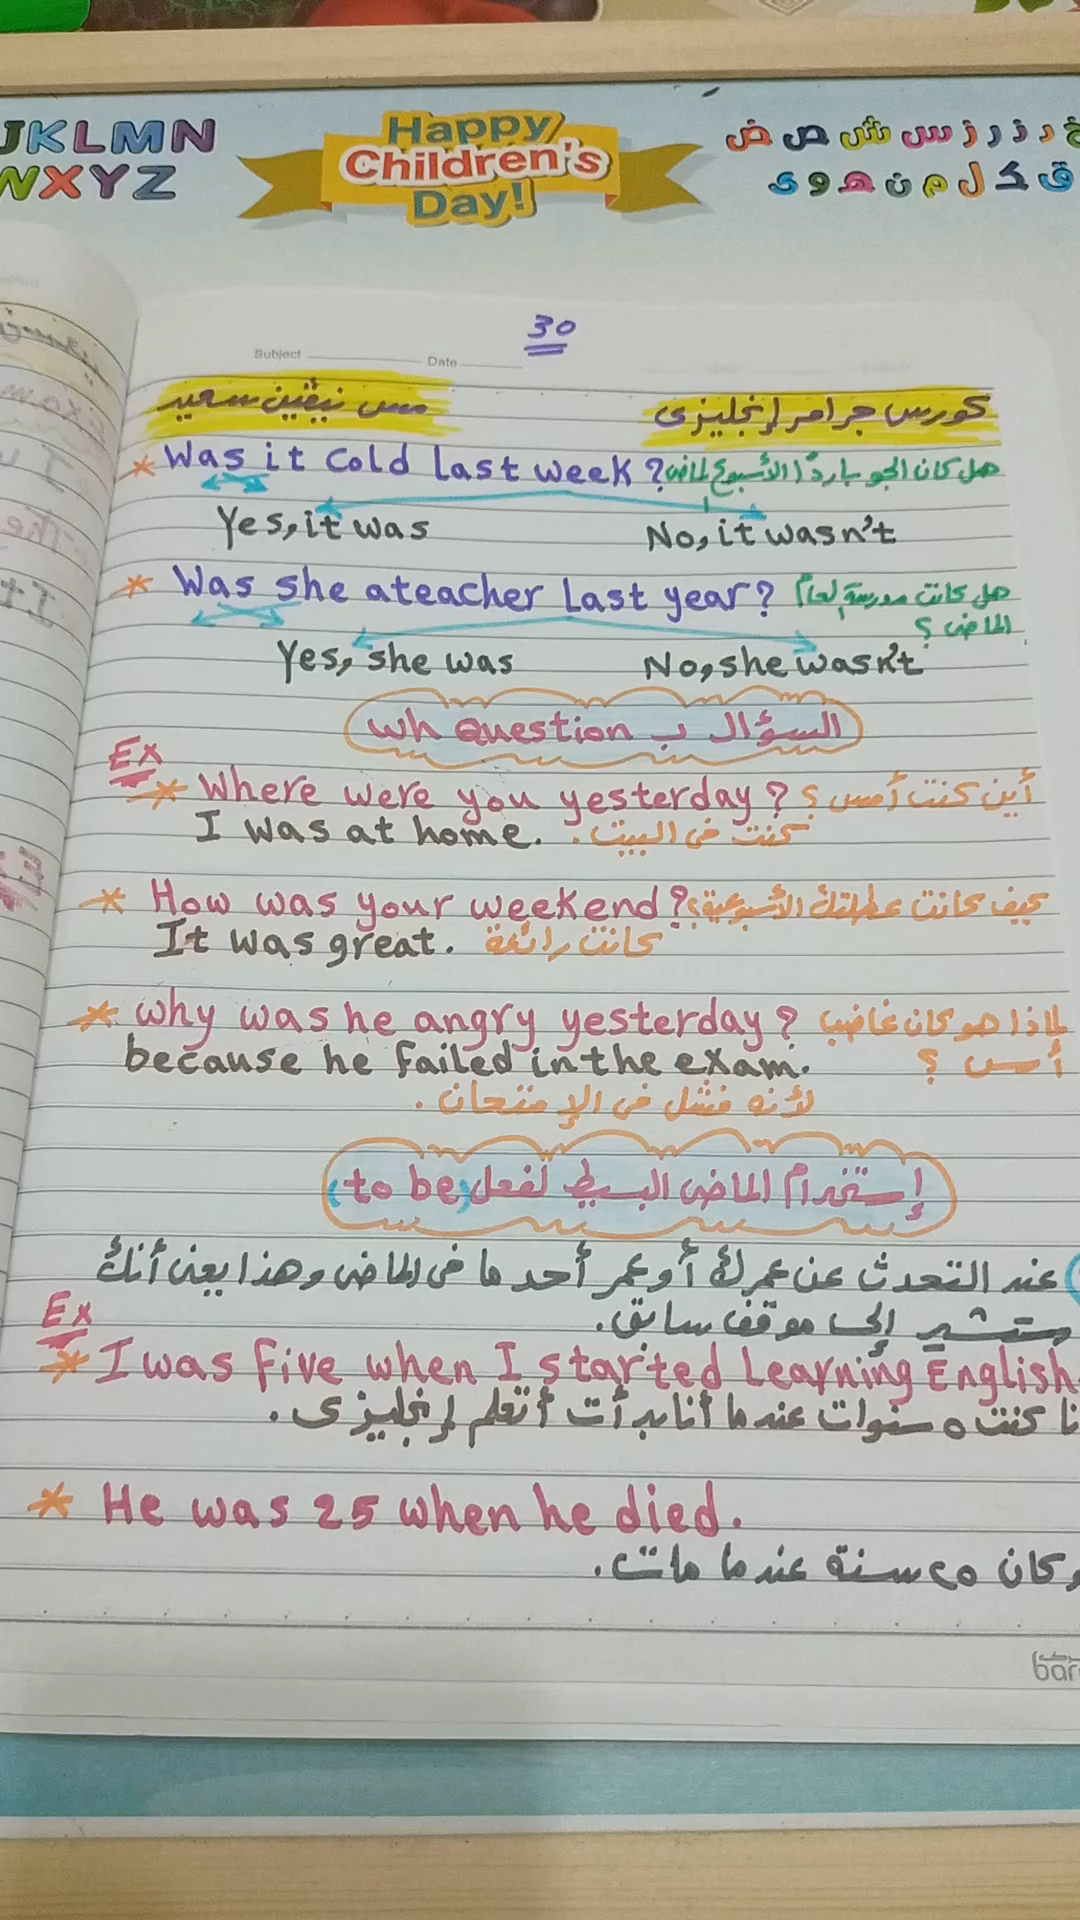 JKLMN
WXYZ
Happy
Children's
Day!
د ذ ر ز س ش ص ض
ق ك ل م ن ه و ى
30
Subject Date
كورس جرامر إنجليزى
مس نيفين سعيد
* Was it cold last week ? هل كان الجو باردًا الأسبوع الماضى
Yes, it was No, it wasn't
* Was she a teacher last year? هل كانت مدرسة العام
الماضى ؟
Yes, she was No, she wasn't
السؤال ب wh question
Ex
* Where were you yesterday? أين كنت أمس ؟
I was at home. كنت فى البيت .
* How was your weekend? كيف كانت عطلتك الأسبوعية؟
It was great. كانت رائعة
* why was he angry yesterday? لماذا هو كان غاضب
because he failed in the exam. أمس ؟
لأنه فشل فى الإمتحان .
إستخدام الماضى البسيط لفعل (to be)
عند التحدث عن عمرك أو عمر أحد ما فى الماضى وهذا يعنى أنك
ستشير إلى موقف سابق.
Ex
* I was five when I started Learning English
نا كنت ٥ سنوات عندما أنا بدأت أتعلم إنجليزى .
* He was 25 when he died.
وكان ٢٥ سنة عندما مات.
bar